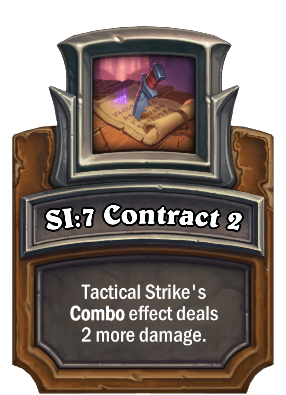 SI:7 Contract 2
Tactical Strike's
Combo effect deals
2 more damage.